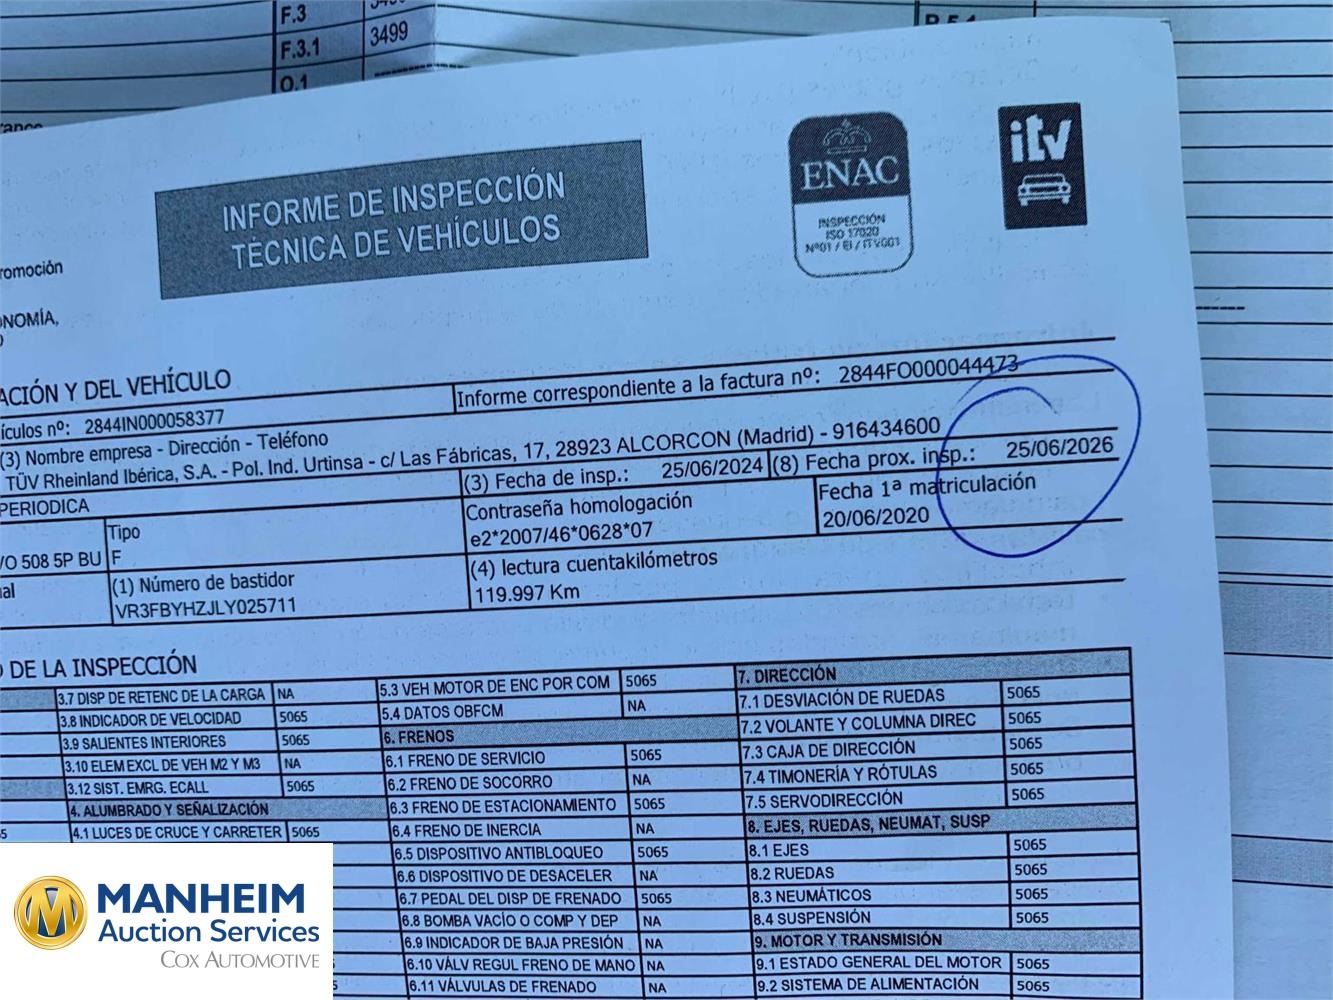 F.3
F.3.1 3499
O.1
INFORME DE INSPECCIÓN
TÉCNICA DE VEHÍCULOS
ENAC
INSPECCIÓN
ISO 17020
Nº01 / EI / ITV001
itv
romoción
ONOMÍA,
ACIÓN Y DEL VEHÍCULO
Informe correspondiente a la factura nº: 2844FO000044473
ículos nº: 2844IN000058377
(3) Nombre empresa - Dirección - Teléfono
TÜV Rheinland Ibérica, S.A. - Pol. Ind. Urtinsa - c/ Las Fábricas, 17, 28923 ALCORCON (Madrid) - 916434600
PERIODICA
(3) Fecha de insp.: 25/06/2024
(8) Fecha prox. insp.: 25/06/2026
Tipo
Contraseña homologación
Fecha 1ª matriculación
/O 508 5P BU F
e2*2007/46*0628*07
20/06/2020
ual
(1) Número de bastidor
(4) lectura cuentakilómetros
VR3FBYHZJLY025711
119.997 Km
O DE LA INSPECCIÓN
3.7 DISP DE RETENC DE LA CARGA NA
3.8 INDICADOR DE VELOCIDAD 5065
3.9 SALIENTES INTERIORES 5065
3.10 ELEM EXCL DE VEH M2 Y M3 NA
3.12 SIST. EMRG. ECALL 5065
4. ALUMBRADO Y SEÑALIZACIÓN
4.1 LUCES DE CRUCE Y CARRETER 5065
5.3 VEH MOTOR DE ENC POR COM 5065
5.4 DATOS OBFCM NA
6. FRENOS
6.1 FRENO DE SERVICIO 5065
6.2 FRENO DE SOCORRO NA
6.3 FRENO DE ESTACIONAMIENTO 5065
6.4 FRENO DE INERCIA NA
6.5 DISPOSITIVO ANTIBLOQUEO 5065
6.6 DISPOSITIVO DE DESACELER NA
6.7 PEDAL DEL DISP DE FRENADO 5065
6.8 BOMBA VACÍO O COMP Y DEP NA
6.9 INDICADOR DE BAJA PRESIÓN NA
6.10 VÁLV REGUL FRENO DE MANO NA
6.11 VÁLVULAS DE FRENADO NA
7. DIRECCIÓN
7.1 DESVIACIÓN DE RUEDAS 5065
7.2 VOLANTE Y COLUMNA DIREC 5065
7.3 CAJA DE DIRECCIÓN 5065
7.4 TIMONERÍA Y RÓTULAS 5065
7.5 SERVODIRECCIÓN 5065
8. EJES, RUEDAS, NEUMAT, SUSP
8.1 EJES 5065
8.2 RUEDAS 5065
8.3 NEUMÁTICOS 5065
8.4 SUSPENSIÓN 5065
9. MOTOR Y TRANSMISIÓN
9.1 ESTADO GENERAL DEL MOTOR 5065
9.2 SISTEMA DE ALIMENTACIÓN 5065
MANHEIM
Auction Services
COX AUTOMOTIVE